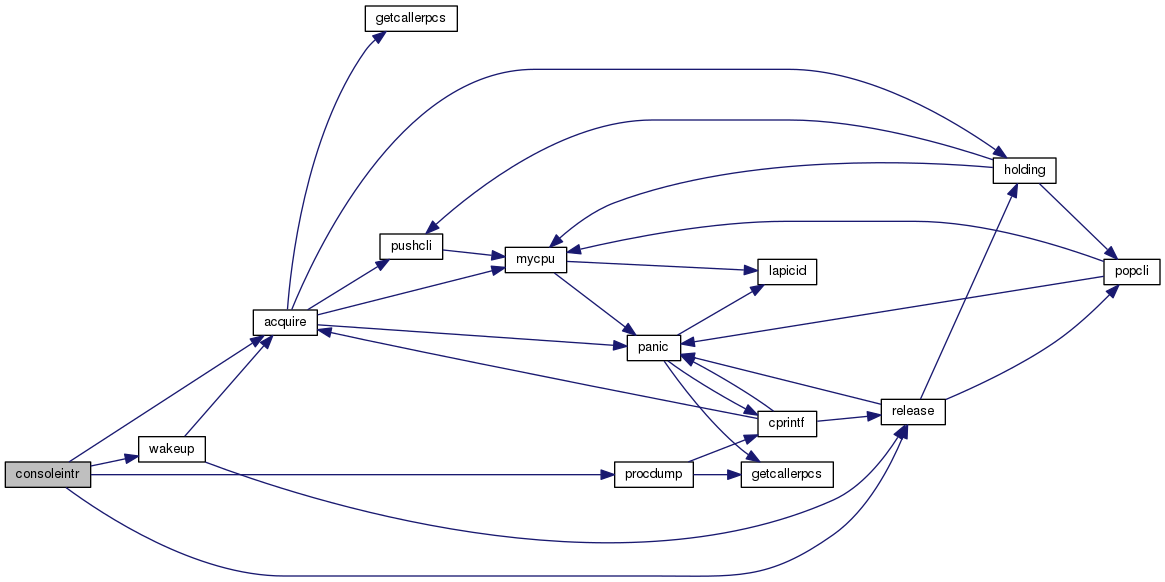 getcallerpcs
holding
pushcli
mycpu
lapicid
popcli
acquire
panic
release
cprintf
wakeup
consoleintr
procdump
getcallerpcs